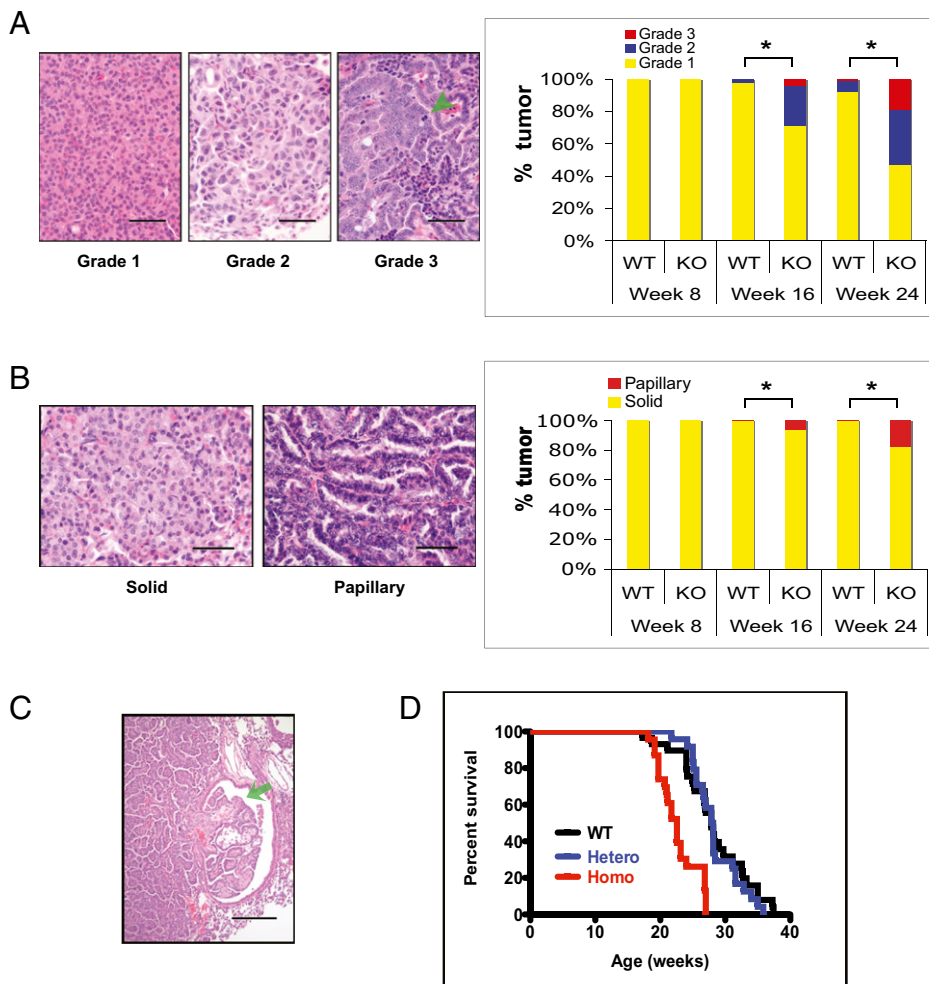 A
Grade 1
Grade 2
Grade 3
Grade 3
Grade 2
Grade 1
% tumor
100%
80%
60%
40%
20%
0%
* *
WT KO WT KO WT KO
Week 8 Week 16 Week 24
B
Solid
Papillary
Papillary
Solid
% tumor
100%
80%
60%
40%
20%
0%
* *
WT KO WT KO WT KO
Week 8 Week 16 Week 24
C
D
Percent survival
100
80
60
40
20
0
WT
Hetero
Homo
0 10 20 30 40
Age (weeks)